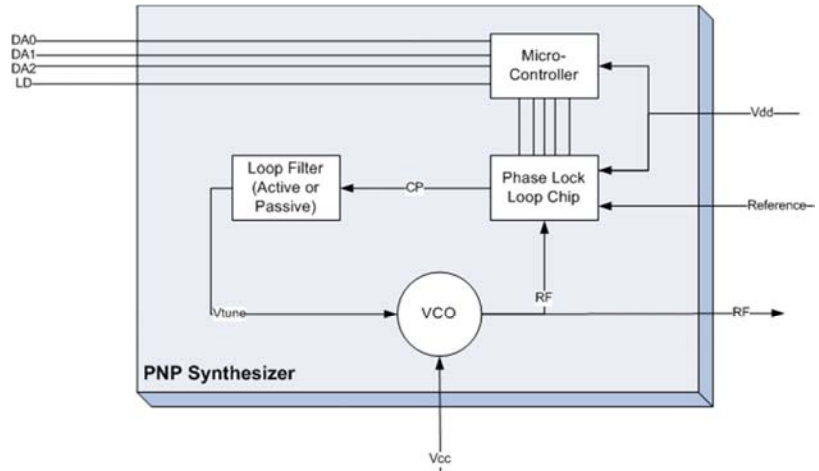 DA0
DA1
DA2
LD
Micro-
Controller
Vdd
Loop Filter
(Active or
Passive)
CP
Phase Lock
Loop Chip
Reference
RF
Vtune
VCO
RF
PNP Synthesizer
Vcc